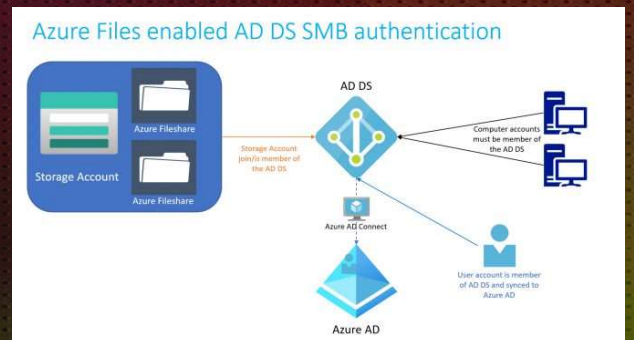 Azure Files enabled AD DS SMB authentication
AD DS
Azure Fileshare
Storage Account
Azure Fileshare
Storage Account
join/is member of
the AD DS
Computer accounts
must be member of
the AD DS
Azure AD Connect
User account is member
of AD DS and synced to
Azure AD
Azure AD